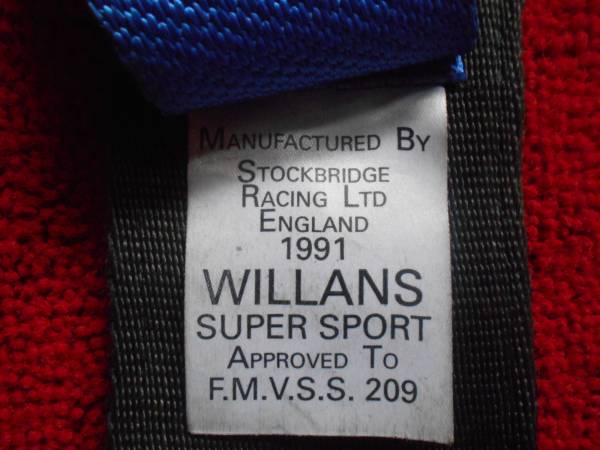 Manufactured By
Stockbridge
Racing Ltd
England
1991
WILLANS
SUPER SPORT
Approved To
F.M.V.S.S. 209